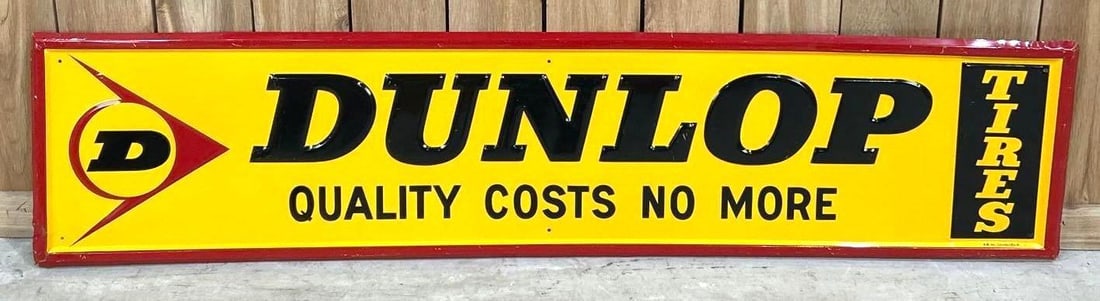 D
DUNLOP
QUALITY COSTS NO MORE
TIRES